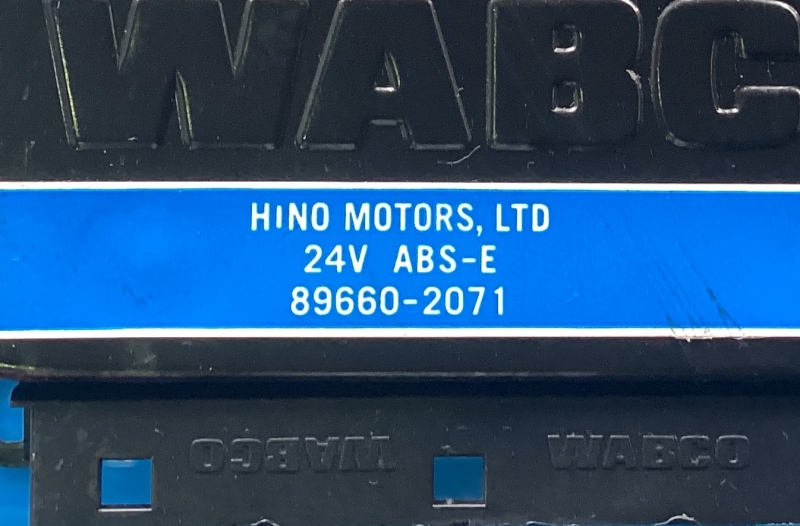 WABC
HINO MOTORS, LTD
24V ABS-E
89660-2071
WABCO WABCO